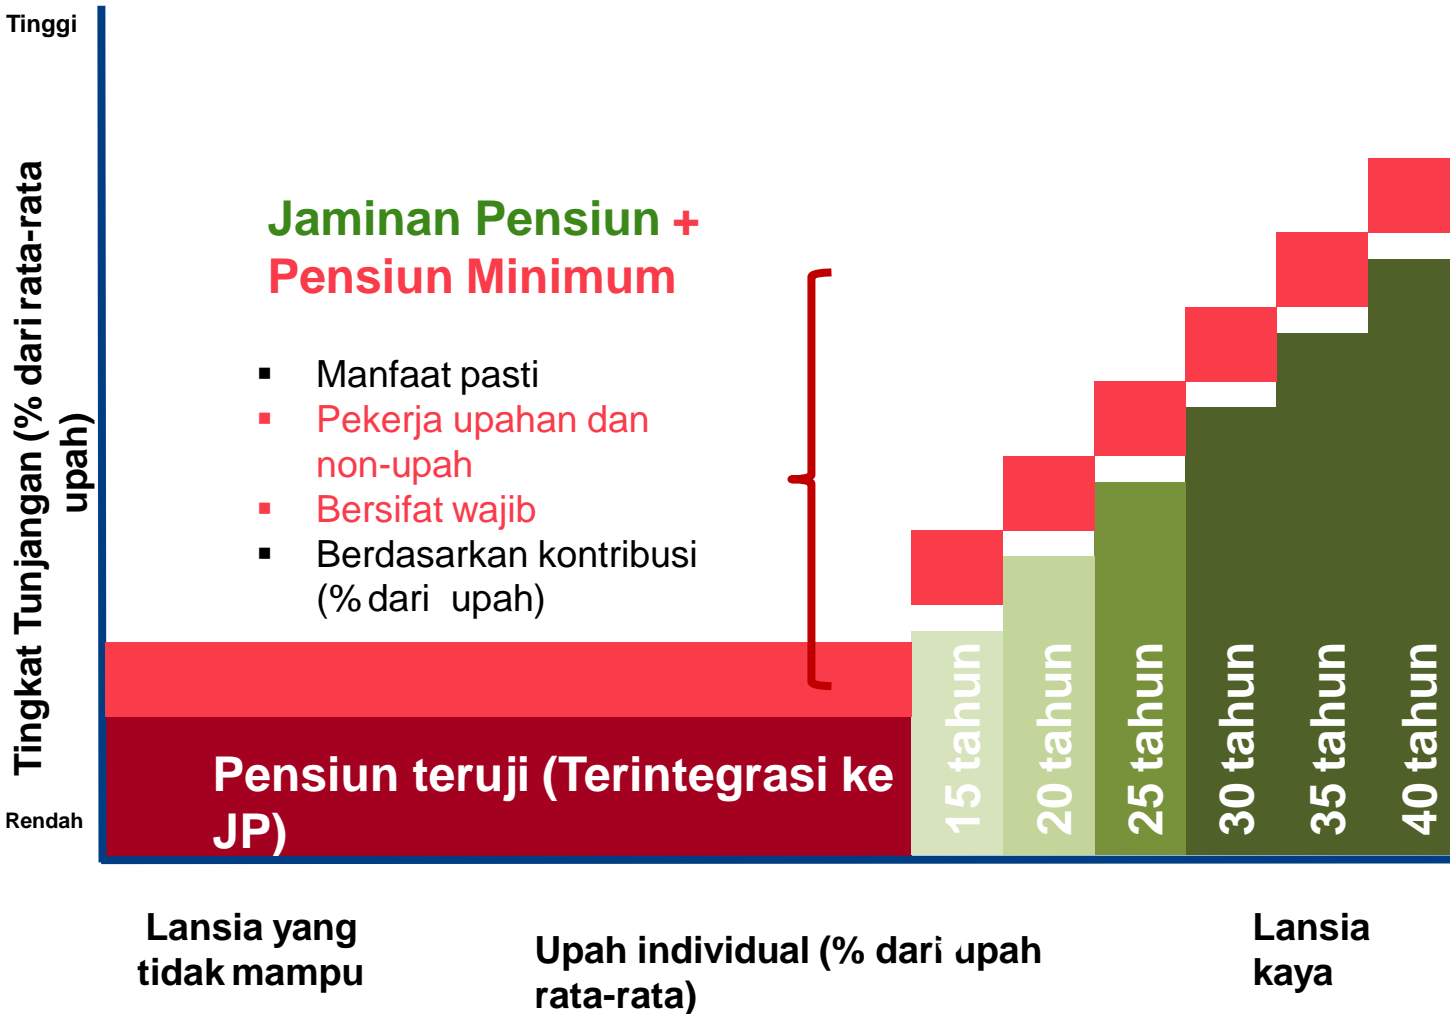 Tinggi
Tingkat Tunjangan (% dari rata-rata
upah)
Rendah
Jaminan Pensiun +
Pensiun Minimum
▪ Manfaat pasti
▪ Pekerja upahan dan
non-upah
▪ Bersifat wajib
▪ Berdasarkan kontribusi
(% dari upah)
Pensiun teruji (Terintegrasi ke
JP)
15 tahun
20 tahun
25 tahun
30 tahun
35 tahun
40 tahun
Lansia yang
tidak mampu
Upah individual (% dari upah
rata-rata)
Lansia
kaya